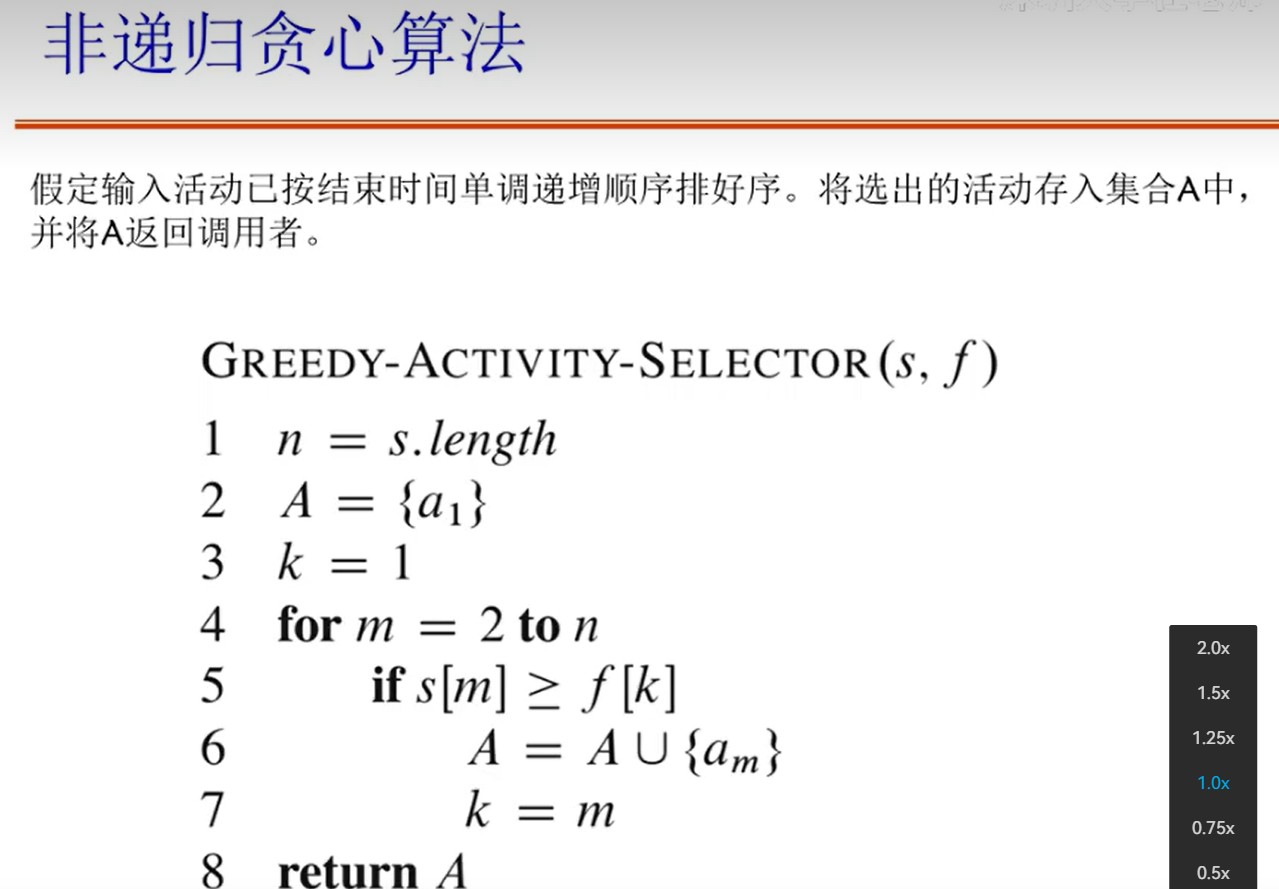 非递归贪心算法
假定输入活动已按结束时间单调递增顺序排好序。将选出的活动存入集合A中，
并将A返回调用者。
GREEDY-ACTIVITY-SELECTOR(s, f)
1 n = s.length
2 A = {a₁}
3 k = 1
4 for m = 2 to n
5 if s[m] ≥ f[k]
6 A = A ∪ {aₘ}
7 k = m
8 return A
2.0x
1.5x
1.25x
1.0x
0.75x
0.5x